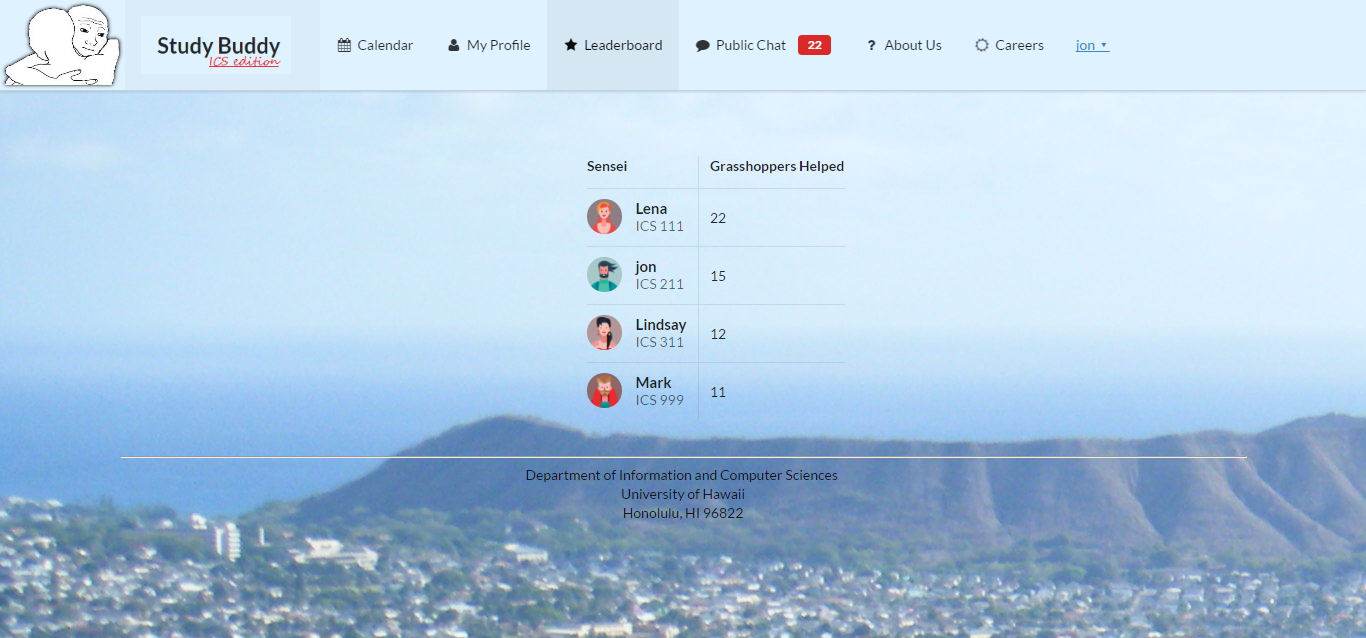 Study Buddy
ICS edition
Calendar
My Profile
Leaderboard
Public Chat 22
? About Us
Careers
jon
Sensei Grasshoppers Helped
Lena
ICS 111
22
jon
ICS 211
15
Lindsay
ICS 311
12
Mark
ICS 999
11
Department of Information and Computer Sciences
University of Hawaii
Honolulu, HI 96822